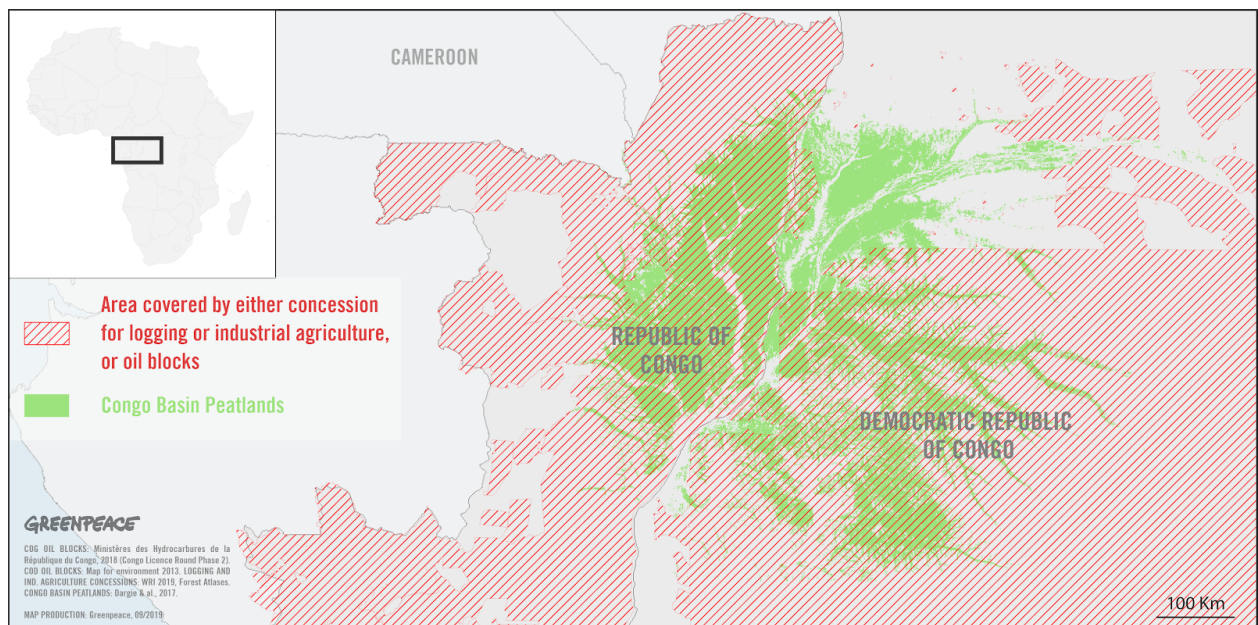 CAMEROON
Area covered by either concession
for logging or industrial agriculture,
or oil blocks
Congo Basin Peatlands
REPUBLIC OF
CONGO
DEMOCRATIC REPUBLIC
OF CONGO
GREENPEACE
COG OIL BLOCKS: Ministères des Hydrocarbures de la
République du Congo, 2018 (Congo Licence Round Phase 2).
COD OIL BLOCKS: Map for environment 2013. LOGGING AND
IND. AGRICULTURE CONCESSIONS: WRI 2019, Forest Atlases.
CONGO BASIN PEATLANDS: Dargie & al., 2017.
MAP PRODUCTION: Greenpeace, 09/2019
100 Km